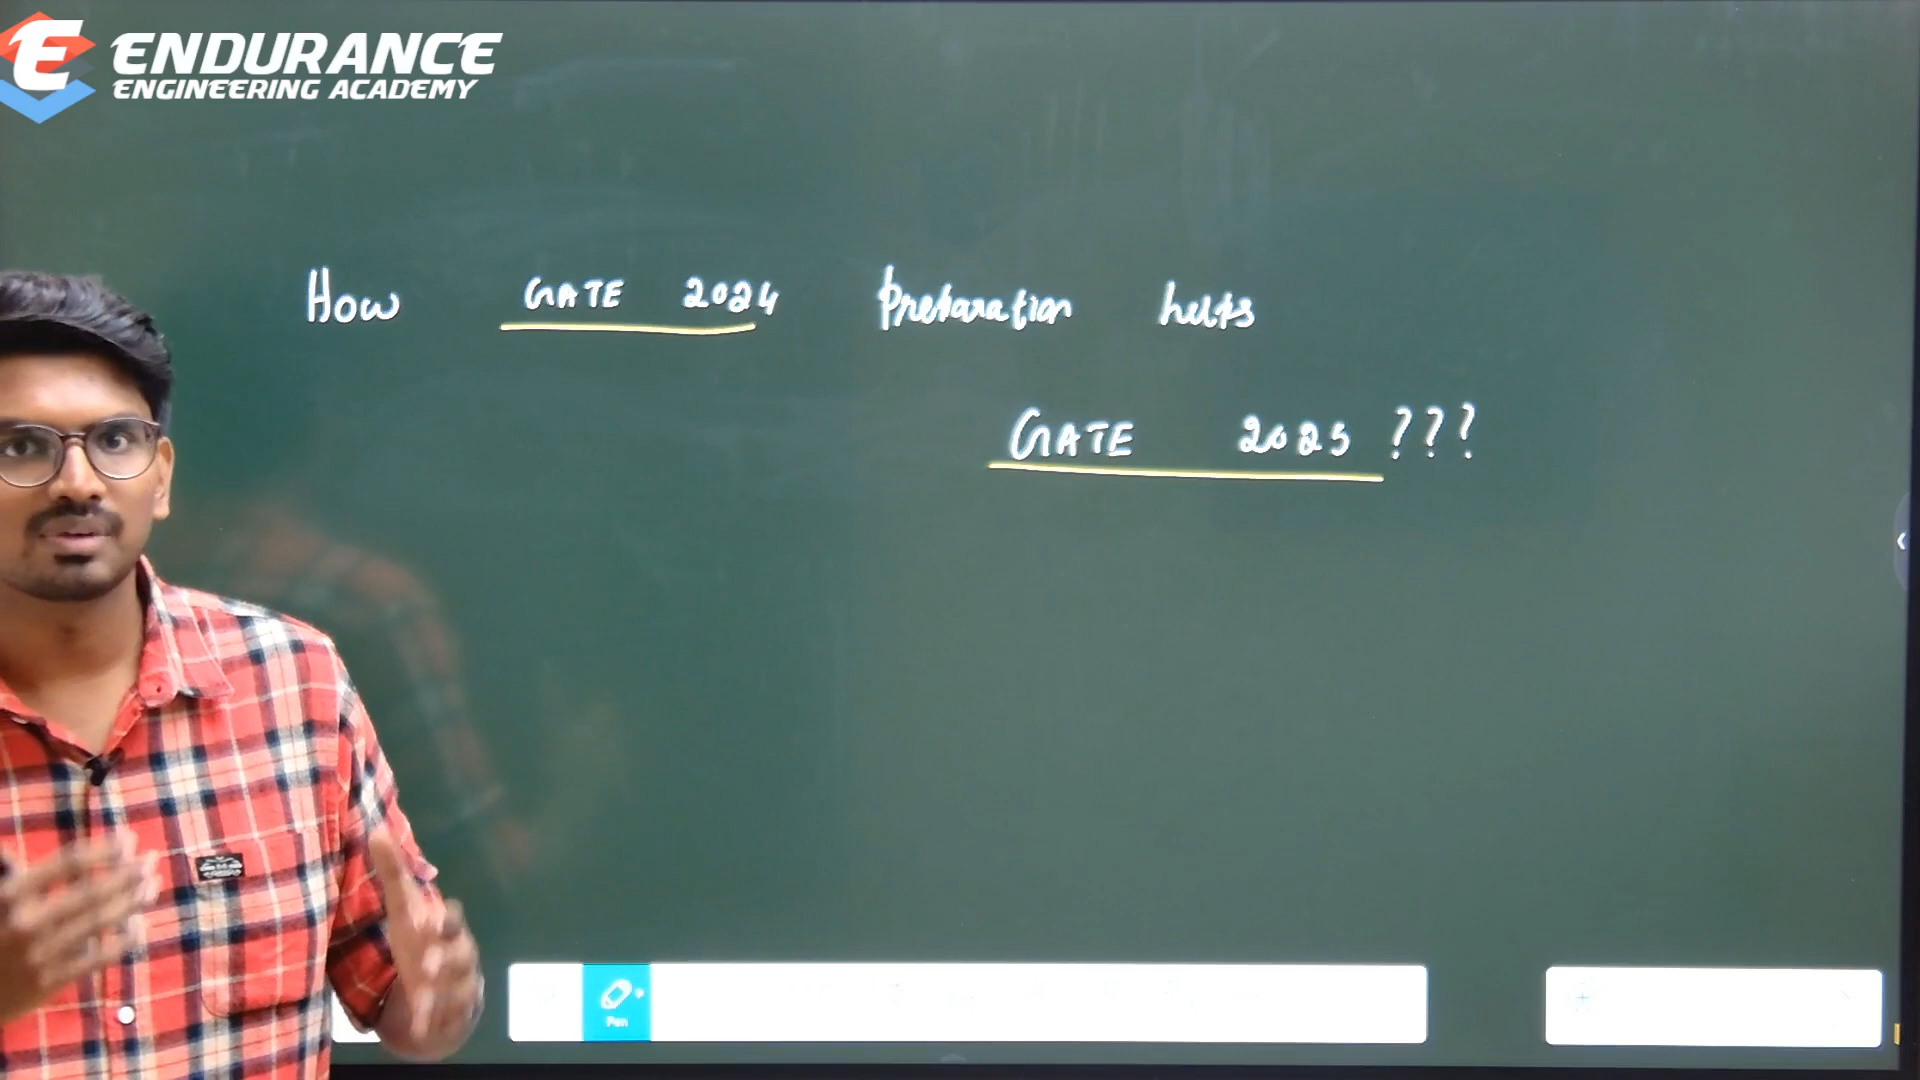 ENDURANCE
ENGINEERING ACADEMY
How GATE 2024 Preparation helps
GATE 2025 ???
Pen